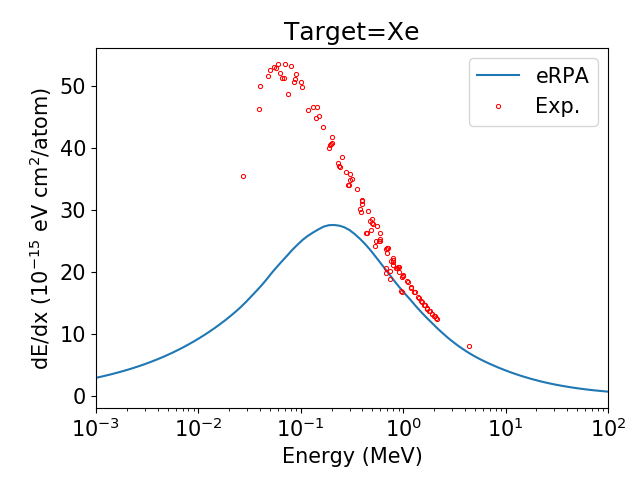 Target=Xe
dE/dx (10⁻¹⁵ eV cm²/atom)
50
40
30
20
10
0
eRPA
Exp.
10⁻³ 10⁻² 10⁻¹ 10⁰ 10¹ 10²
Energy (MeV)